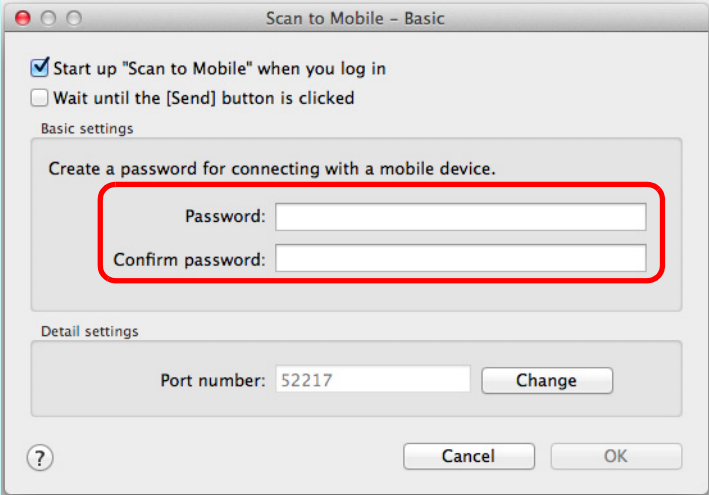 Scan to Mobile – Basic
Start up "Scan to Mobile" when you log in
Wait until the [Send] button is clicked
Basic settings
Create a password for connecting with a mobile device.
Password:
Confirm password:
Detail settings
Port number: 52217 Change
? Cancel OK